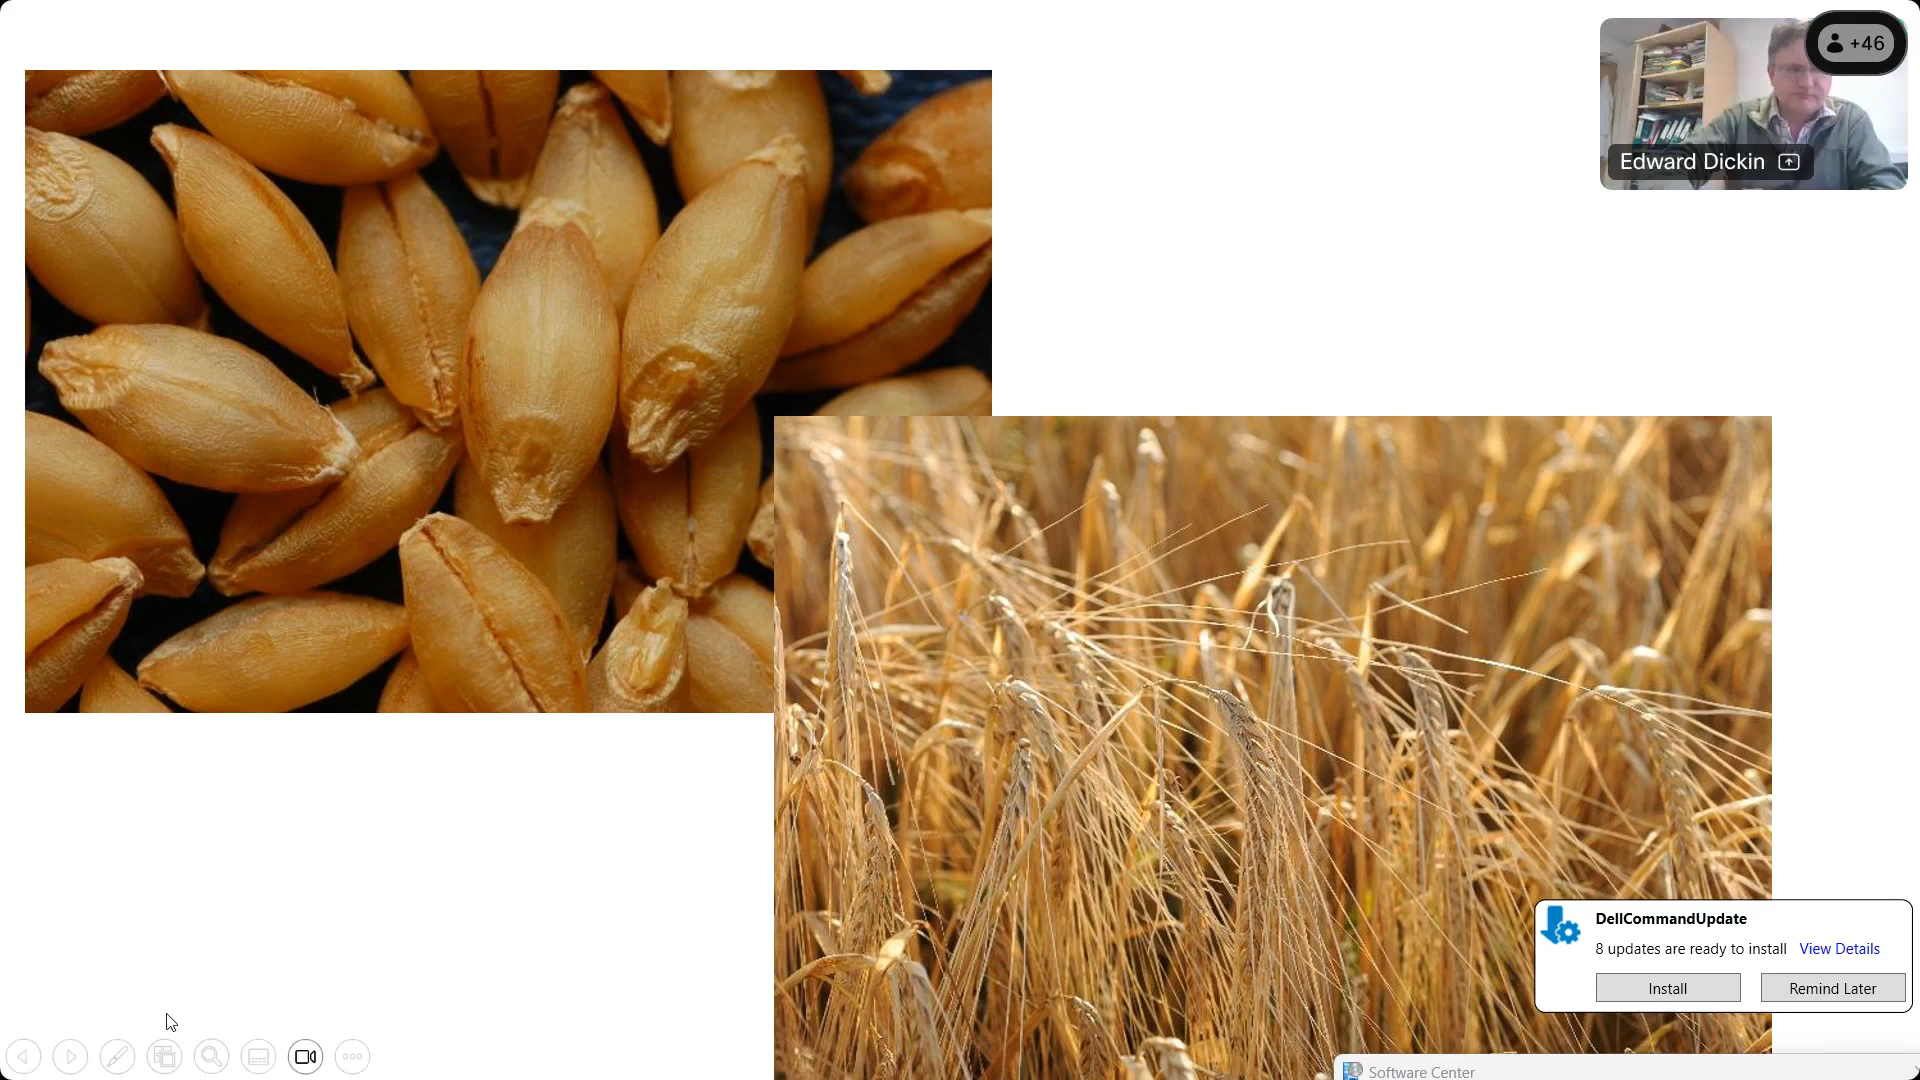 +46
Edward Dickin
DellCommandUpdate
8 updates are ready to install View Details
Install
Remind Later
Software Center